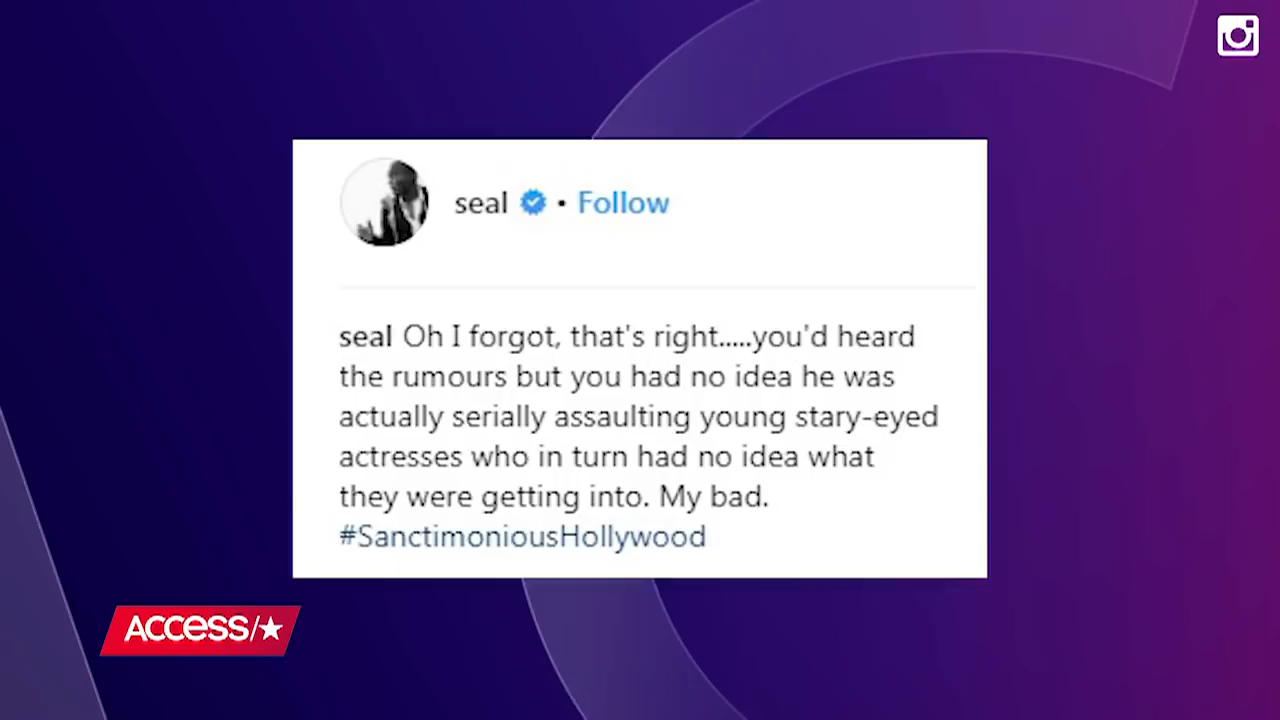 seal • Follow
seal Oh I forgot, that's right.....you'd heard
the rumours but you had no idea he was
actually serially assaulting young stary-eyed
actresses who in turn had no idea what
they were getting into. My bad.
#SanctimoniousHollywood
ACCESS/★